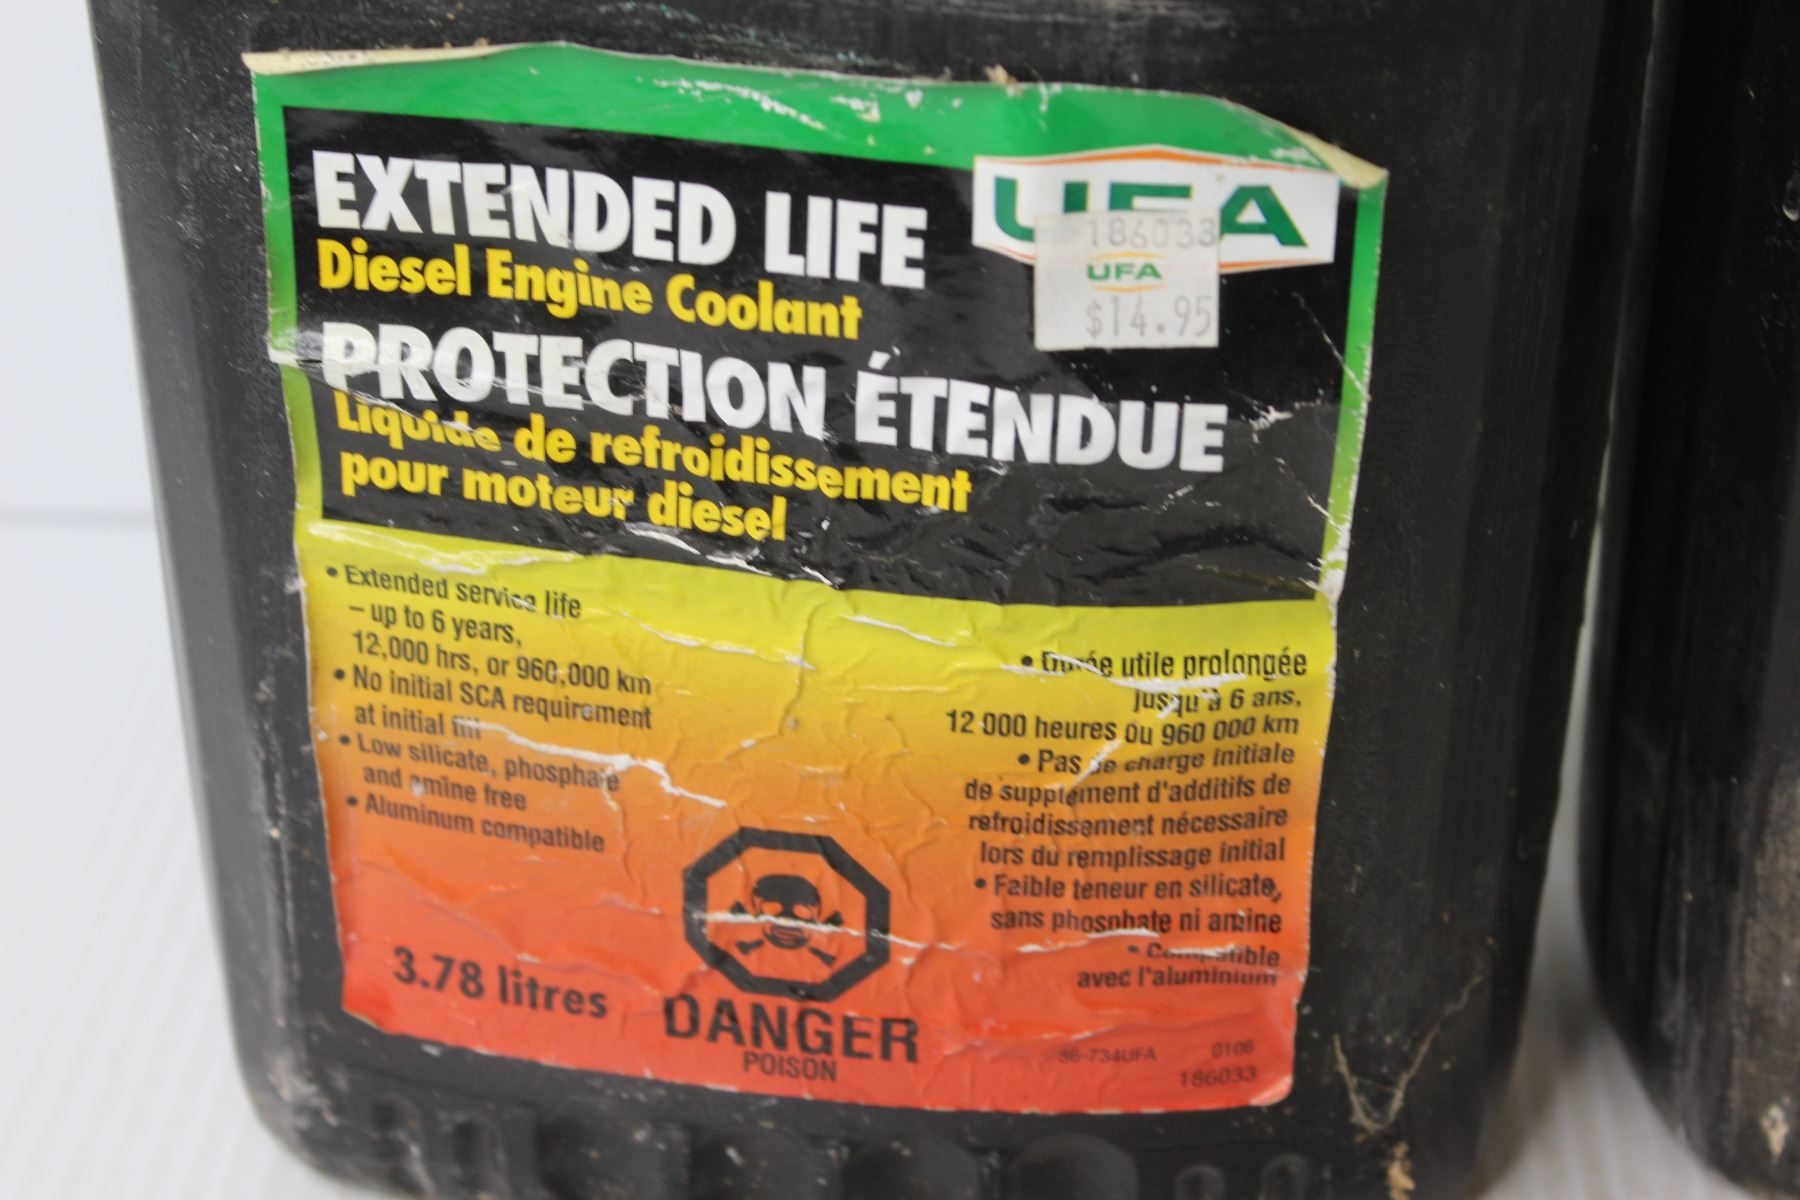 EXTENDED LIFE
Diesel Engine Coolant
UFA
186033
UFA
$14.95
PROTECTION ÉTENDUE
Liquide de refroidissement
pour moteur diesel
• Extended service life
– up to 6 years,
12,000 hrs, or 960,000 km
• No initial SCA requirement
at initial fill
• Low silicate, phosphate
and amine free
• Aluminum compatible
• Durée utile prolongée
jusqu'à 6 ans,
12 000 heures ou 960 000 km
• Pas de charge initiale
de supplément d'additifs de
refroidissement nécessaire
lors du remplissage initial
• Faible teneur en silicate,
sans phosphate ni amine
• Compatible
avec l'aluminium
3.78 litres
DANGER
POISON
36-734UFA
0106
186033